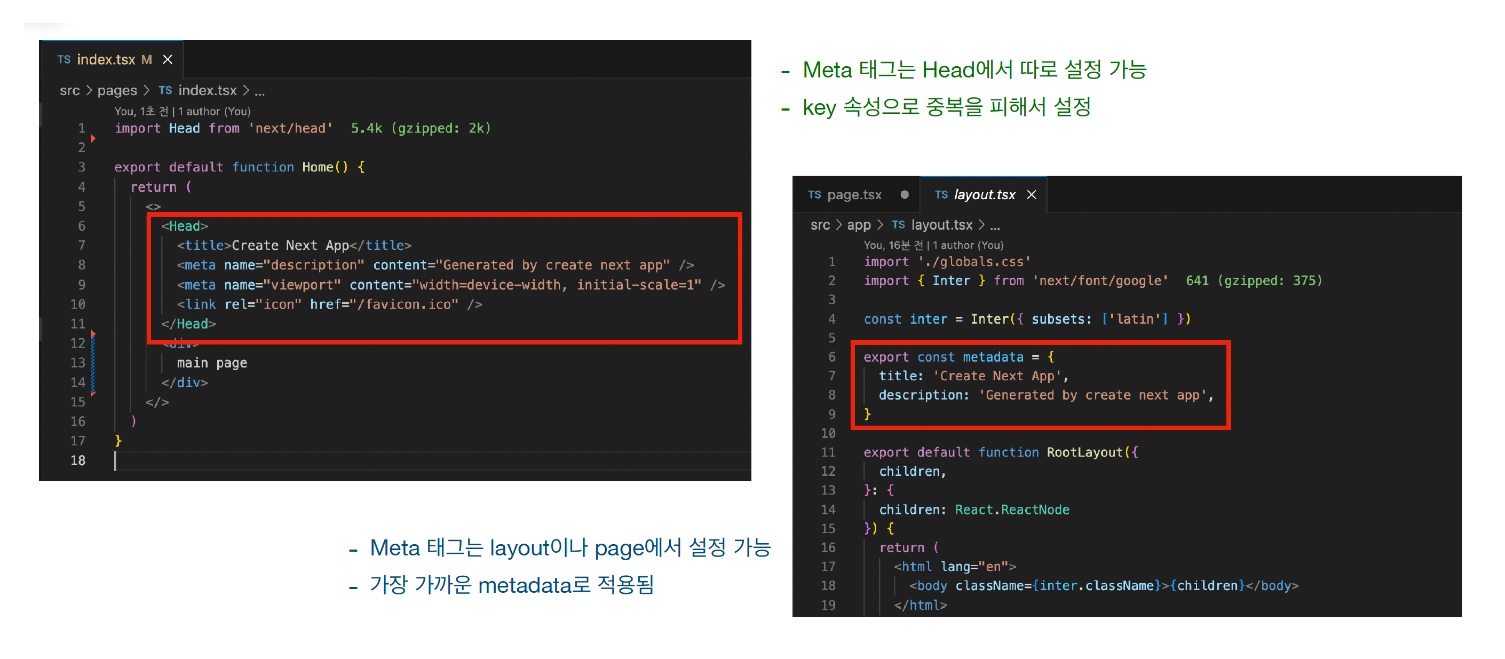 TS index.tsx M ×
src > pages > TS index.tsx > ...
You, 1초 전 | 1 author (You)
1 import Head from 'next/head' 5.4k (gzipped: 2k)
2
3 export default function Home() {
4 return (
5 <>
6 <Head>
7 <title>Create Next App</title>
8 <meta name="description" content="Generated by create next app" />
9 <meta name="viewport" content="width=device-width, initial-scale=1" />
10 <link rel="icon" href="/favicon.ico" />
11 </Head>
12 <div>
13 main page
14 </div>
15 </>
16 )
17 }
18
- Meta 태그는 Head에서 따로 설정 가능
- key 속성으로 중복을 피해서 설정
TS page.tsx ● TS layout.tsx ×
src > app > TS layout.tsx > ...
You, 16분 전 | 1 author (You)
1 import './globals.css'
2 import { Inter } from 'next/font/google' 641 (gzipped: 375)
3
4 const inter = Inter({ subsets: ['latin'] })
5
6 export const metadata = {
7 title: 'Create Next App',
8 description: 'Generated by create next app',
9 }
10
11 export default function RootLayout({
12 children,
13 }: {
14 children: React.ReactNode
15 }) {
16 return (
17 <html lang="en">
18 <body className={inter.className}>{children}</body>
19 </html>
- Meta 태그는 layout이나 page에서 설정 가능
- 가장 가까운 metadata로 적용됨